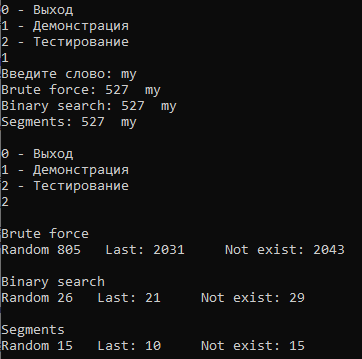 0 - Выход
1 - Демонстрация
2 - Тестирование
1
Введите слово: my
Brute force: 527  my
Binary search: 527  my
Segments: 527  my

0 - Выход
1 - Демонстрация
2 - Тестирование
2

Brute force
Random 805   Last: 2031     Not exist: 2043

Binary search
Random 26   Last: 21     Not exist: 29

Segments
Random 15   Last: 10     Not exist: 15